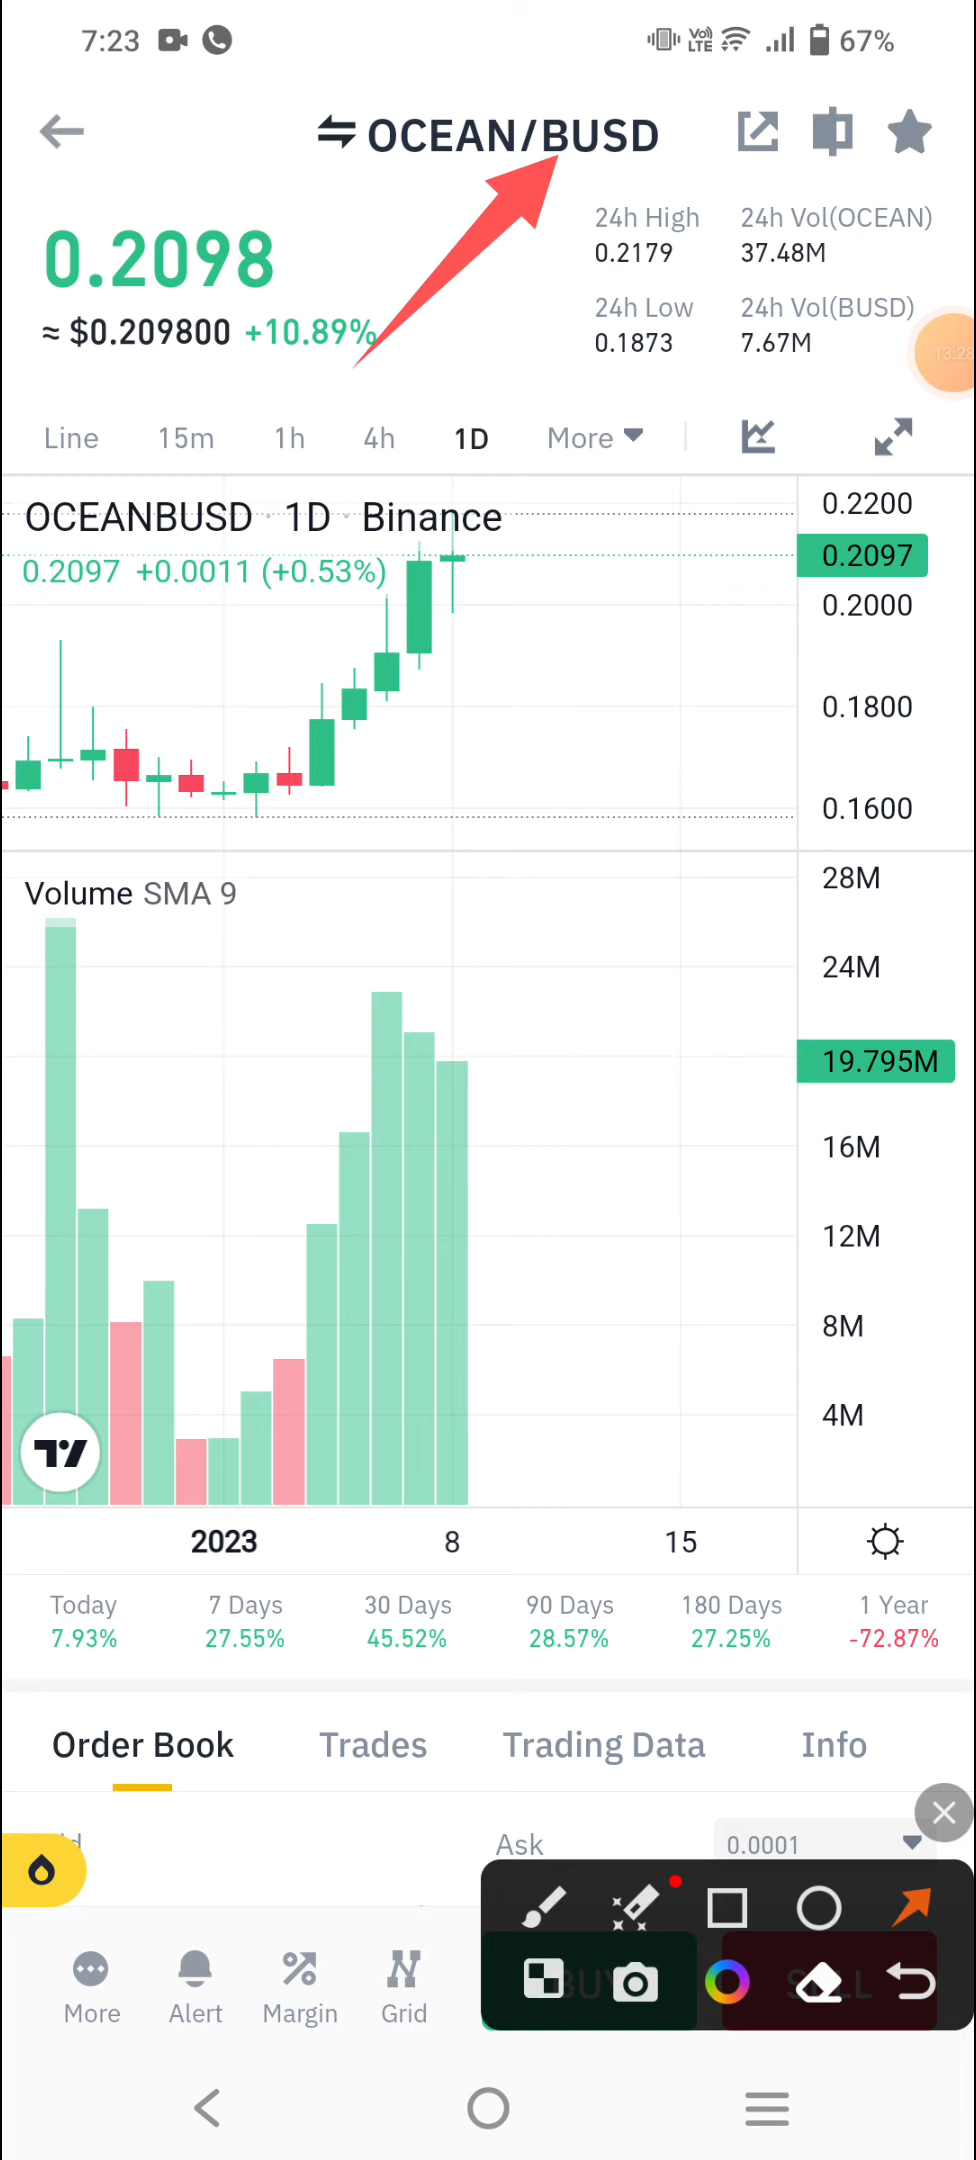 7:23 Vo) LTE 67%
OCEAN/BUSD
0.2098
≈ $0.209800 +10.89%
24h High
0.2179
24h Vol(OCEAN)
37.48M
24h Low
0.1873
24h Vol(BUSD)
7.67M
13:28
Line 15m 1h 4h 1D More
OCEANBUSD · 1D · Binance
0.2097 +0.0011 (+0.53%)
0.2200
0.2097
0.2000
0.1800
0.1600
Volume SMA 9
28M
24M
19.795M
16M
12M
8M
4M
2023 8 15
Today 7 Days 30 Days 90 Days 180 Days 1 Year
7.93% 27.55% 45.52% 28.57% 27.25% -72.87%
Order Book Trades Trading Data Info
Ask 0.0001
More Alert Margin Grid